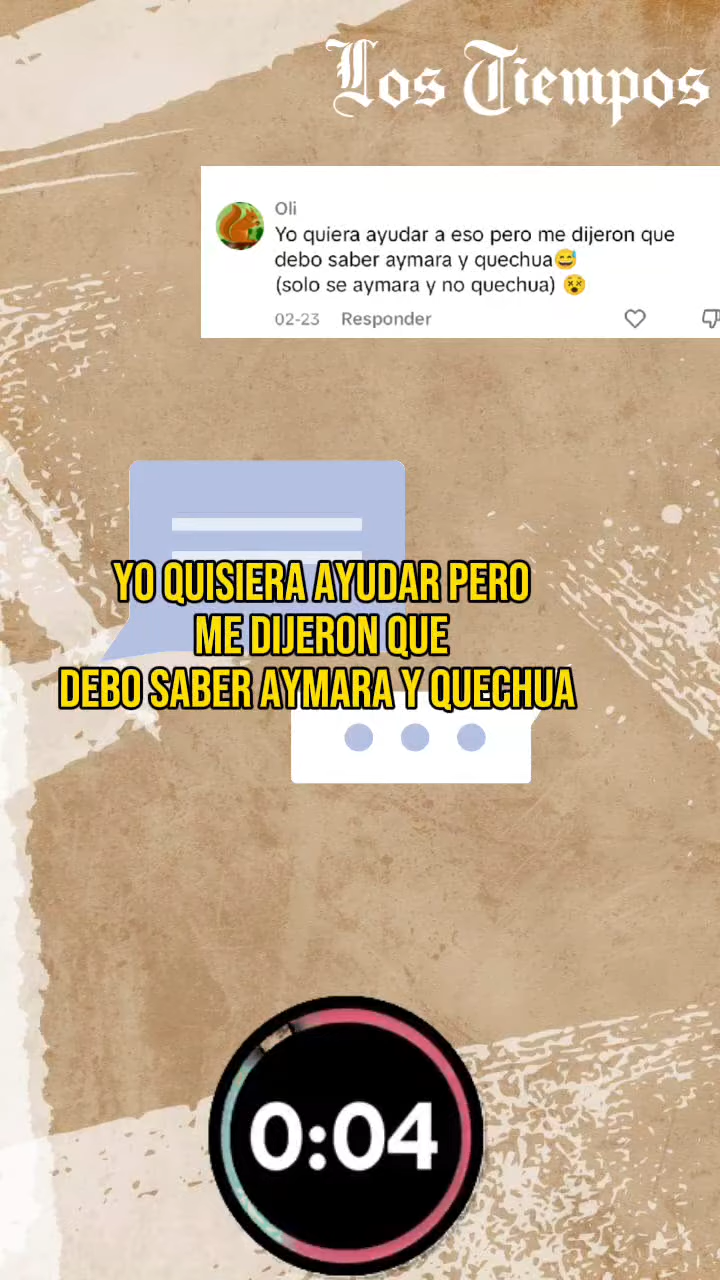 Los Tiempos
Oli
Yo quiera ayudar a eso pero me dijeron que
debo saber aymara y quechua😅
(solo se aymara y no quechua) 😵
02-23 Responder
YO QUISIERA AYUDAR PERO
ME DIJERON QUE
DEBO SABER AYMARA Y QUECHUA
0:04